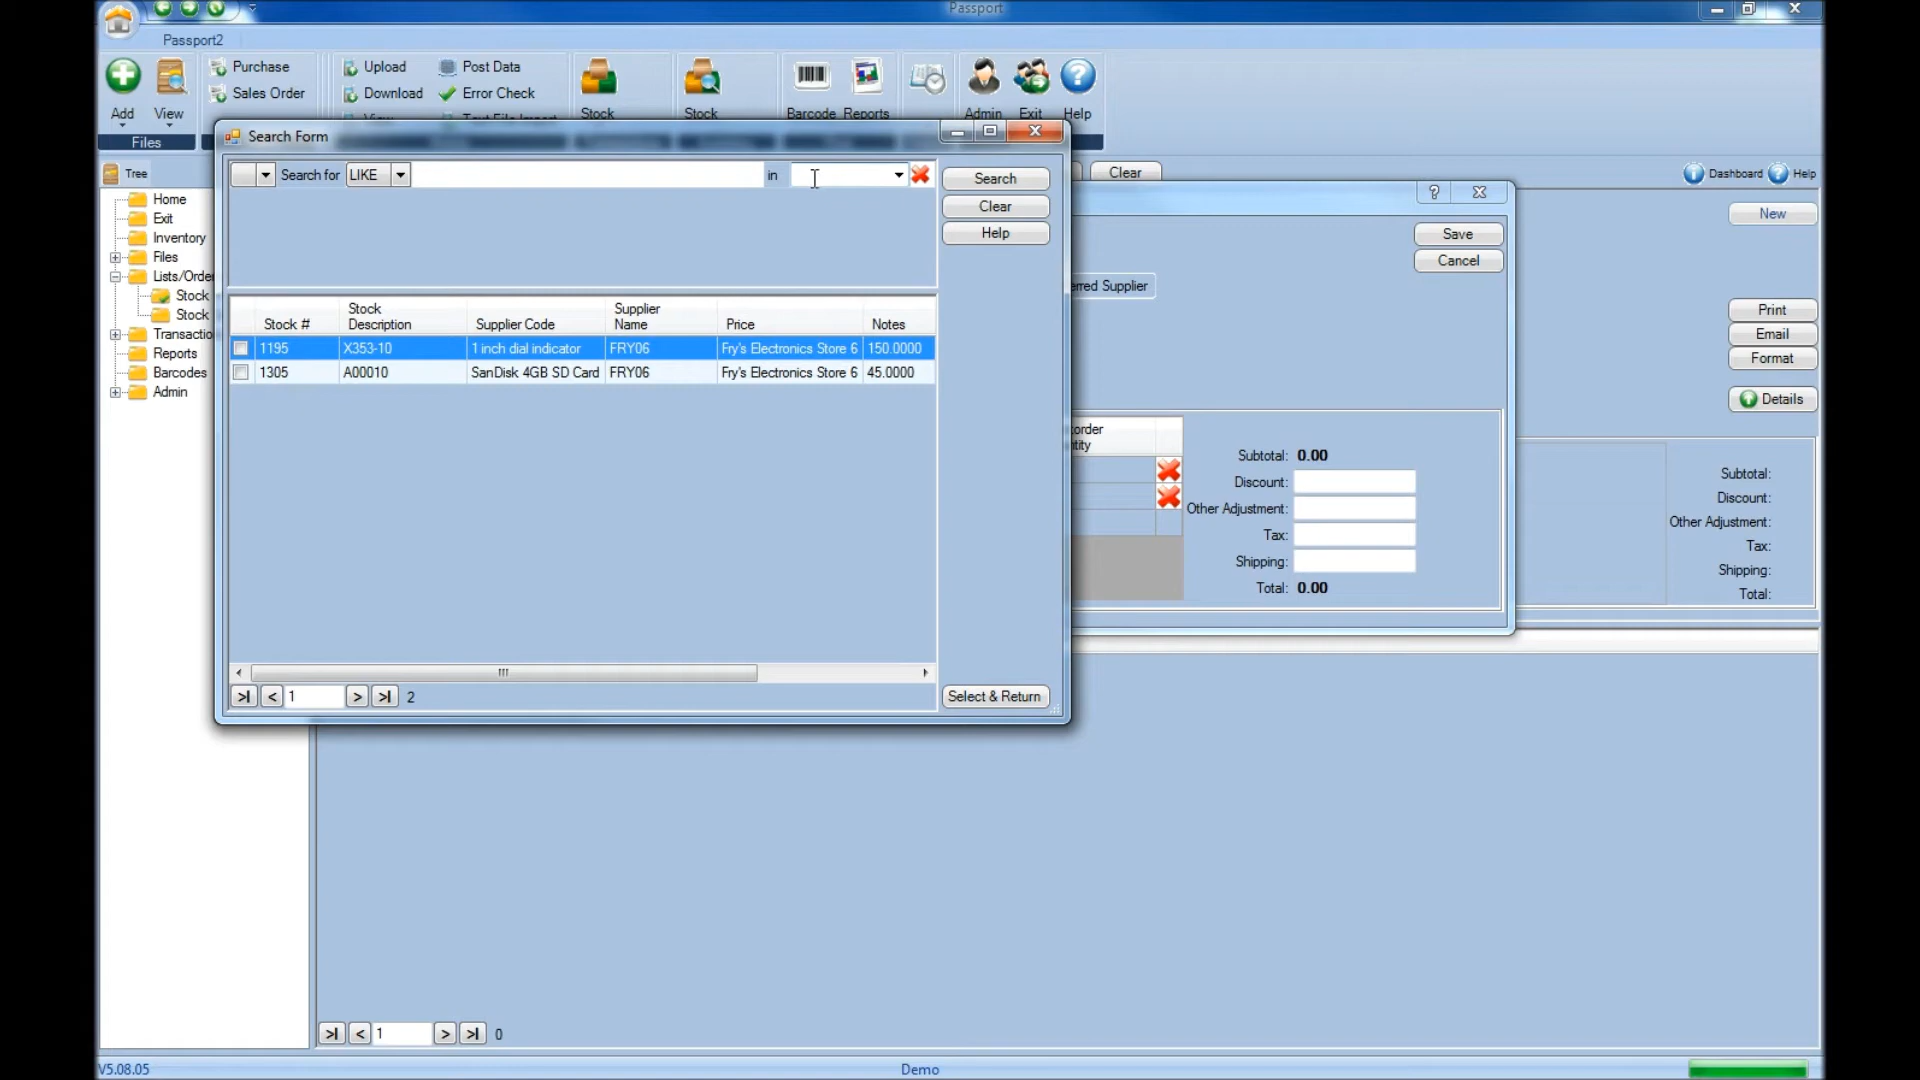 Passport
Passport2
Purchase
Upload
Post Data
Sales Order
Download
Error Check
Add
View
Stock
Stock
Barcode
Reports
Admin
Exit
Help
Files
Search Form
Tree
Search for
LIKE
in
Search
Clear
Help
Clear
Dashboard
Help
Home
Exit
Inventory
Files
Lists/Orde
Stock
Stock
Transactio
Reports
Barcodes
Admin
New
Save
Cancel
erred Supplier
Print
Email
Format
Details
Stock #
Stock Description
Supplier Code
Supplier Name
Price
Notes
1195 X353-10 1 inch dial indicator FRY06 Fry's Electronics Store 6 150.0000
1305 A00010 SanDisk 4GB SD Card FRY06 Fry's Electronics Store 6 45.0000
1
2
Select & Return
order
ntity
Subtotal: 0.00
Discount:
Other Adjustment:
Tax:
Shipping:
Total: 0.00
Subtotal:
Discount:
Other Adjustment:
Tax:
Shipping:
Total:
1
0
V5.08.05
Demo